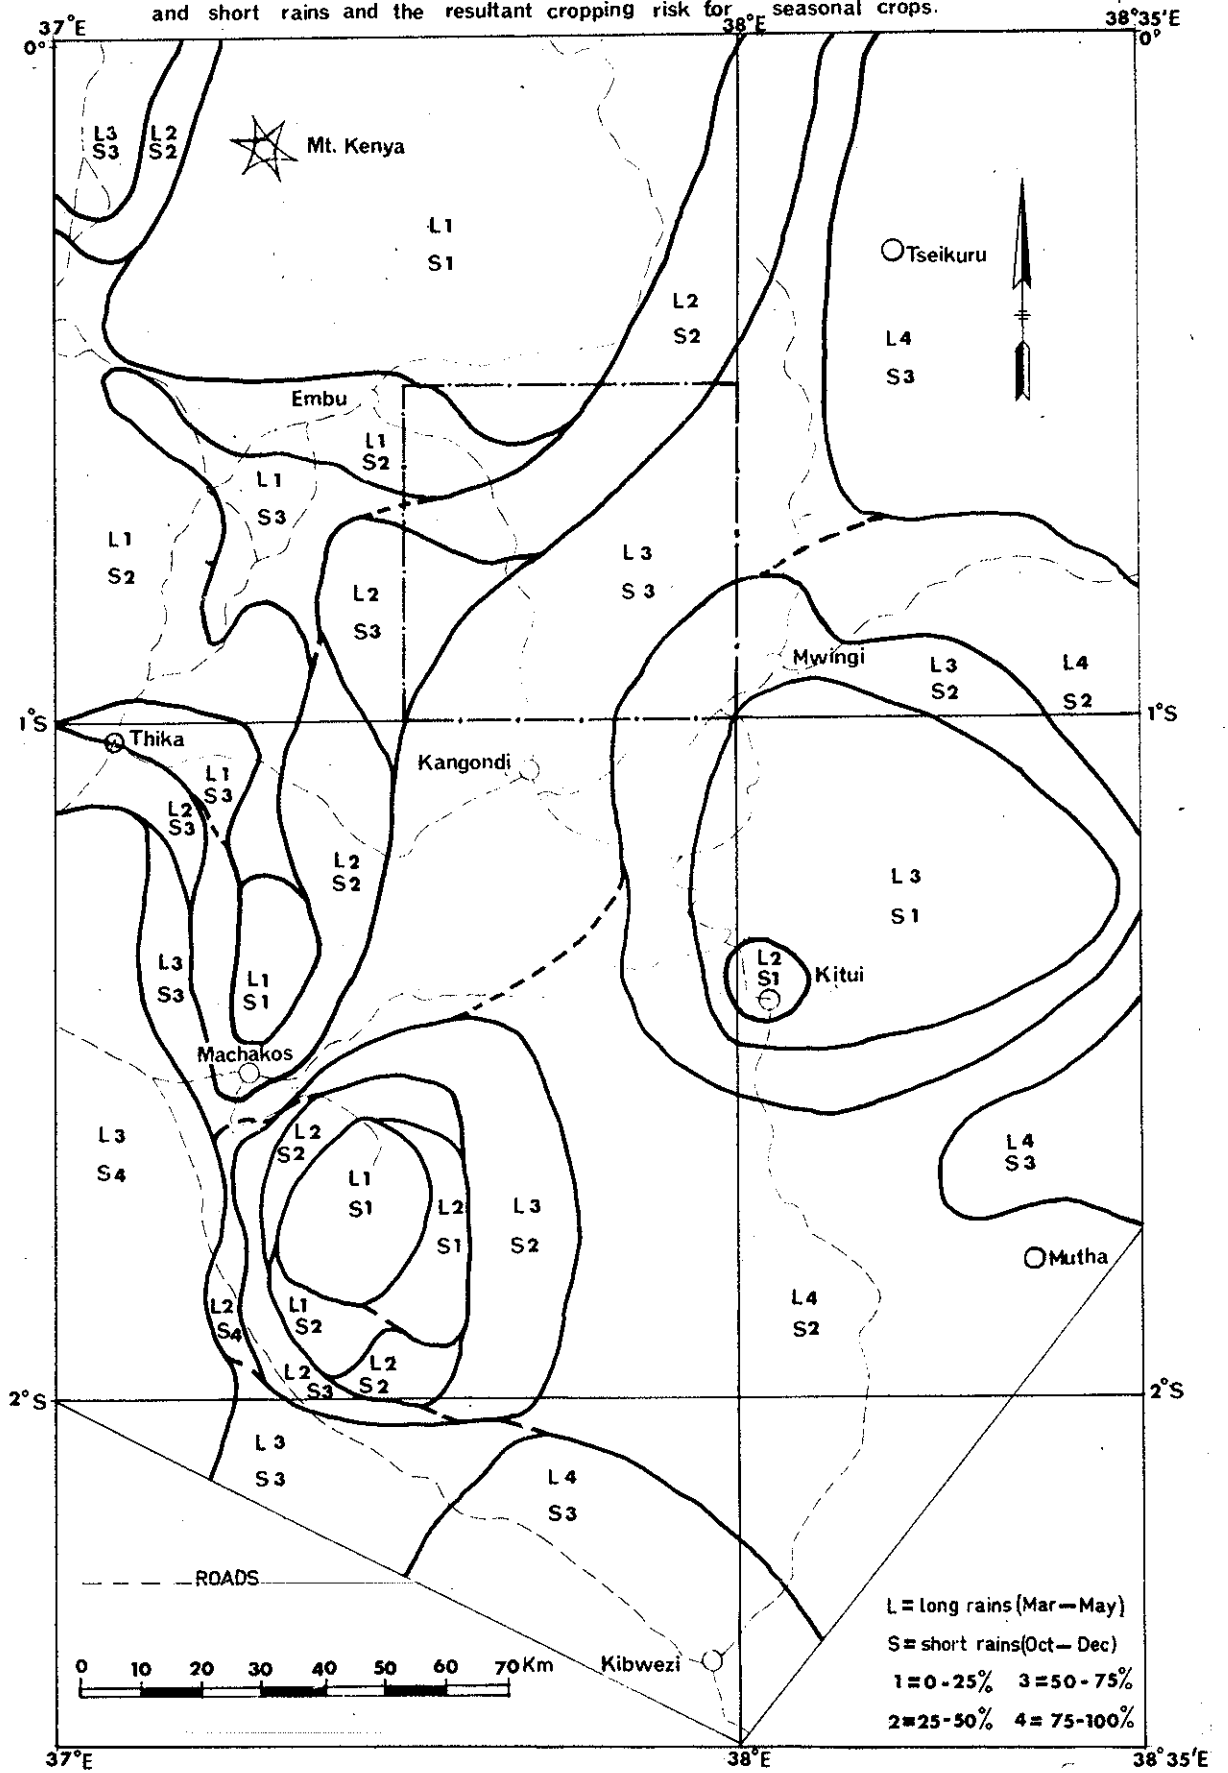 and short rains and the resultant cropping risk for seasonal crops.
37°E
38°E
38°35'E
0°
0°
L3
S3
L2
S2
Mt. Kenya
L1
S1
Tseikuru
L2
S2
L4
S3
Embu
L1
S2
L1
S3
L1
S2
L3
S3
L2
S3
Mwingi
L3
S2
L4
S2
1°S
1°S
Thika
Kangondi
L1
S3
L2
S3
L2
S2
L3
S1
L3
S3
L1
S1
L2
S1
Kitui
Machakos
L3
S4
L2
S2
L1
S1
L2
S1
L3
S2
L4
S3
Mutha
L1
S2
L2
S4
L4
S2
L2
S3
L2
S2
2°S
2°S
L3
S3
L4
S3
ROADS
L = long rains (Mar—May)
S = short rains (Oct—Dec)
1=0-25% 3=50-75%
2=25-50% 4=75-100%
0 10 20 30 40 50 60 70 Km
Kibwezi
37°E
38°E
38°35'E